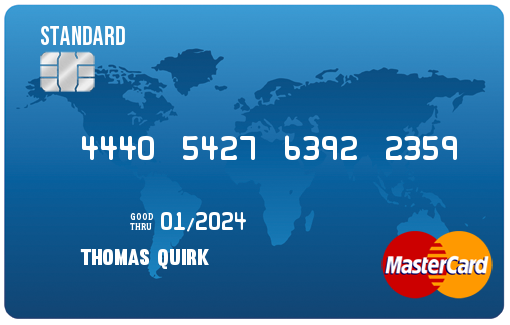 STANDARD
4440 5427 6392 2359
GOOD
THRU 01/2024
THOMAS QUIRK
MasterCard